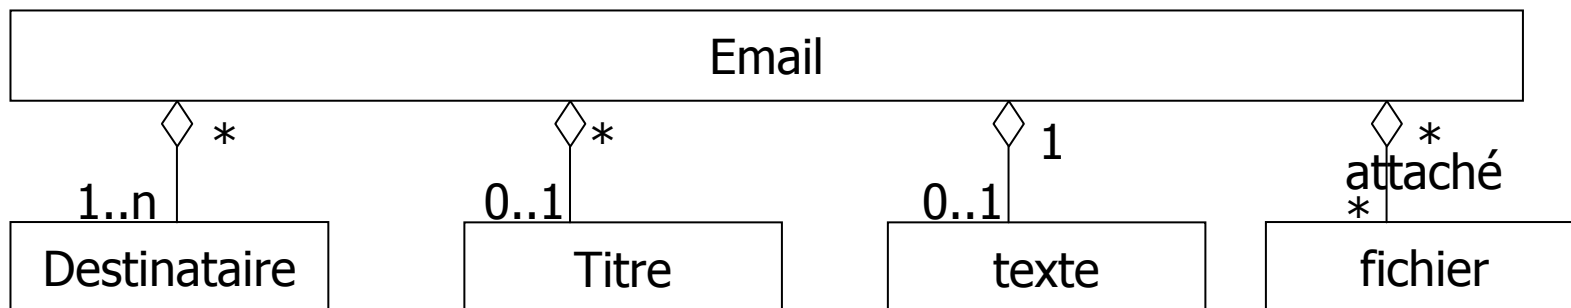 Email
* * 1 *
attaché
1..n 0..1 0..1 *
Destinataire Titre texte fichier